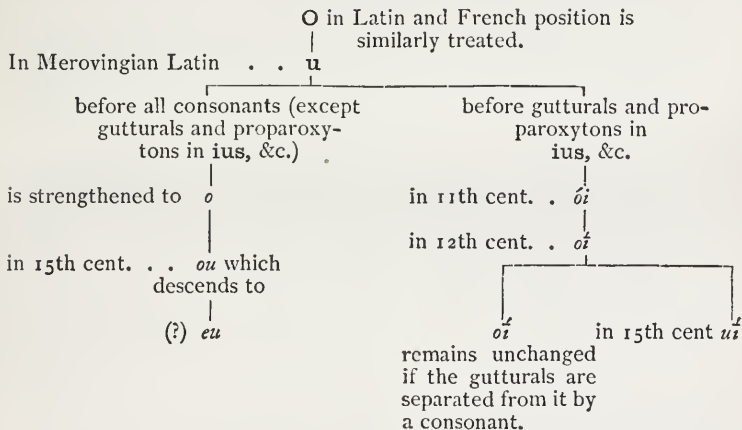 O in Latin and French position is
similarly treated.
In Merovingian Latin . . u
before all consonants (except
gutturals and proparoxy-
tons in ius, &c.)
before gutturals and pro-
paroxytons in
ius, &c.
is strengthened to o
in 11th cent. . ói
in 12th cent. . oí
in 15th cent. . . ou which
descends to
(?) eu
oí
remains unchanged
if the gutturals are
separated from it by
a consonant.
in 15th cent uí